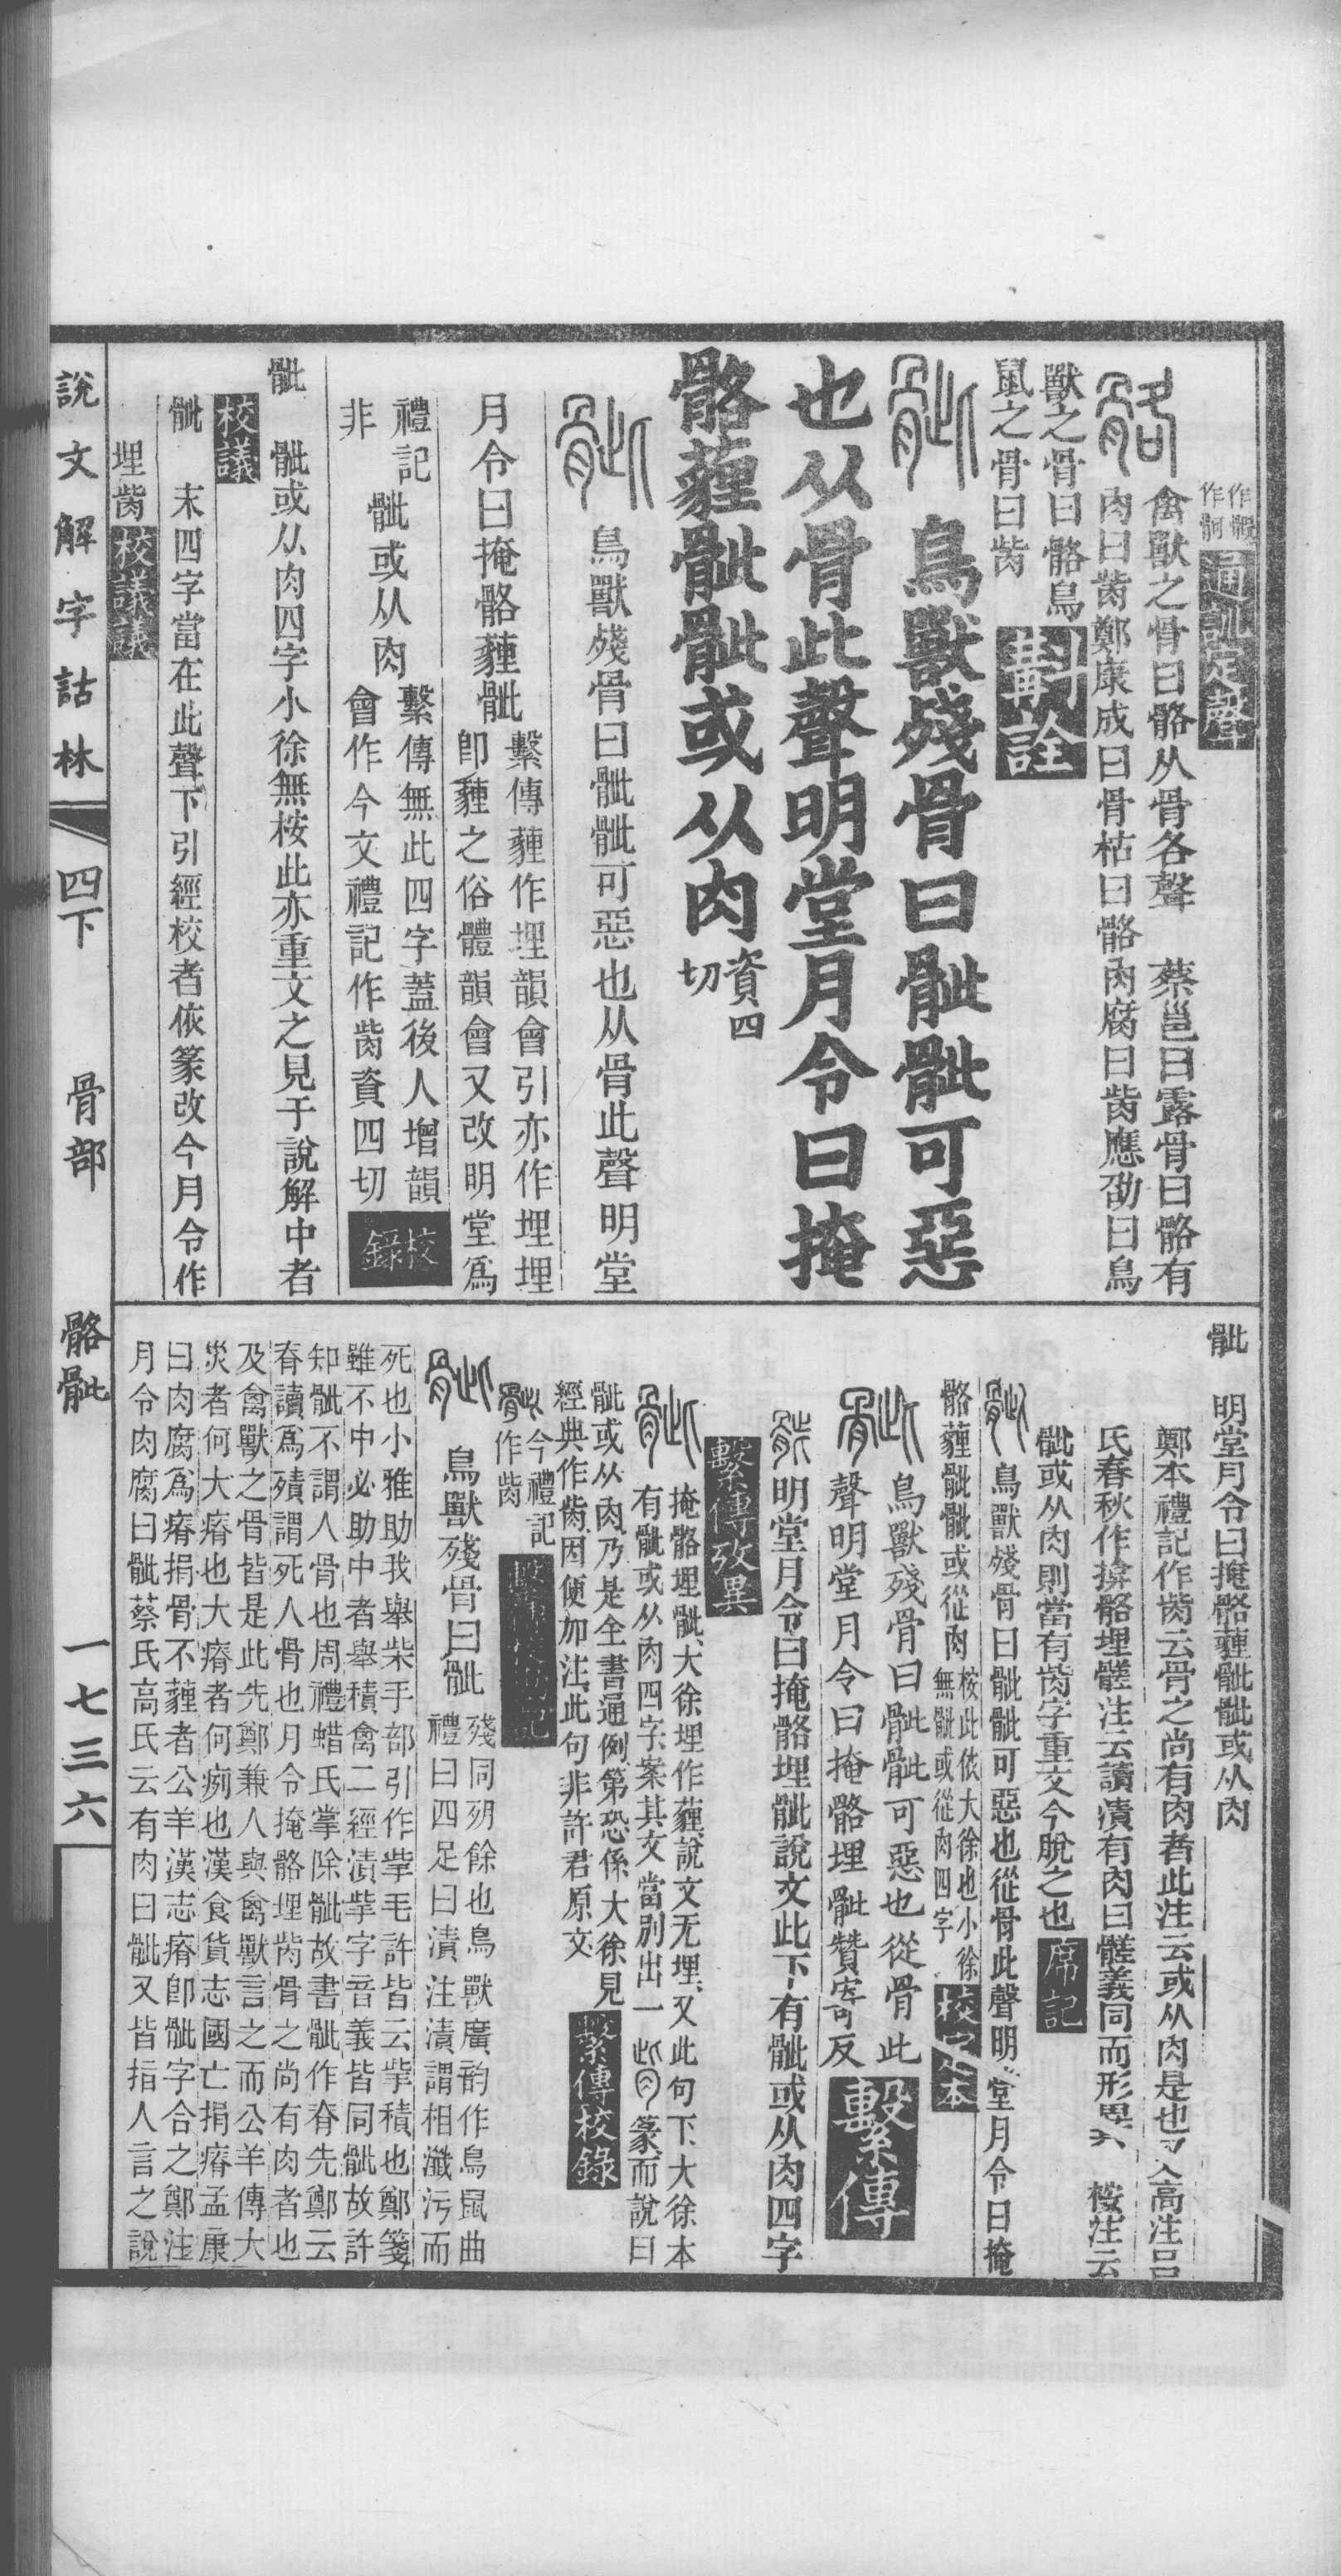 作骰
作骬
通訓定聲
禽獸之骨曰骼从骨各聲　蔡邕曰露骨曰骼有
肉曰胔鄭康成曰骨枯曰骼肉腐曰胔應劭曰鳥
獸之骨曰骼鳥
鼠之骨曰胔
鳥獸殘骨曰骴骴可惡
也从骨此聲明堂月令曰掩
骼薶骴骴或从肉
資四
切
鳥獸殘骨曰骴骴可惡也从骨此聲明堂
月令曰掩骼薶骴
繫傳薶作埋韻會引亦作埋埋
卽薶之俗體韻會又改明堂爲
禮記
非
骴或从肉
繫傳無此四字蓋後人增韻
會作今文禮記作胔資四切
校錄
骴
骴或从肉四字小徐無桉此亦重文之見于說解中者
校議
骴　末四字當在此聲下引經校者依篆改今月令作
埋胔
校議議
骴　明堂月令曰掩骼薶骴骴或从肉
鄭本禮記作胔云骨之尚有肉者此注云或从肉是也又高注呂
氏春秋作揜骼埋髊注云讀漬有肉曰髊義同而形異　桉注云
骴或从肉則當有胔字重文今脫之也
席記
鳥獸殘骨曰骴骴可惡也從骨此聲明堂月令曰掩
骼薶骴骴或從肉
桉此依大徐也小徐
無骴或從肉四字
鳥獸殘骨曰骴骴可惡也從骨此
聲明堂月令曰掩骼埋骴贊寄反
繫傳
明堂月令曰掩骼埋骴說文此下有骴或从肉四字
繫傳攷異
掩骼埋骴大徐埋作薶說文无埋又此句下大徐本
有骴或从肉四字案其文當別出一篆而說曰
骴或从肉乃是全書通例第恐係大徐見
經典作胔因便加注此句非許君原文
繫傳校錄
今禮記
作胔
鳥獸殘骨曰骴
殘同歺餘也鳥獸廣韵作鳥鼠曲
禮曰四足曰漬注漬謂相瀸污而
死也小雅助我舉柴手部引作㧘毛許皆云㧘積也鄭箋
雖不中必助中者舉積禽二經漬㧘字音義皆同骴故許
知骴不謂人骨也周禮蜡氏掌除骴故書骴作脊先鄭云
脊讀爲殨謂死人骨也月令掩骼埋胔骨之尚有肉者也
及禽獸之骨皆是此先鄭兼人與禽獸言之而公羊傳大
災者何大瘠也大瘠者何㾐也漢食貨志國亡捐瘠孟康
曰肉腐爲瘠捐骨不薶者公羊漢志瘠卽骴字合之鄭注
月令肉腐曰骴蔡氏高氏云有肉曰骴又皆指人言之說
說文解字詁林
四下
骨部
骼骴
一七三六